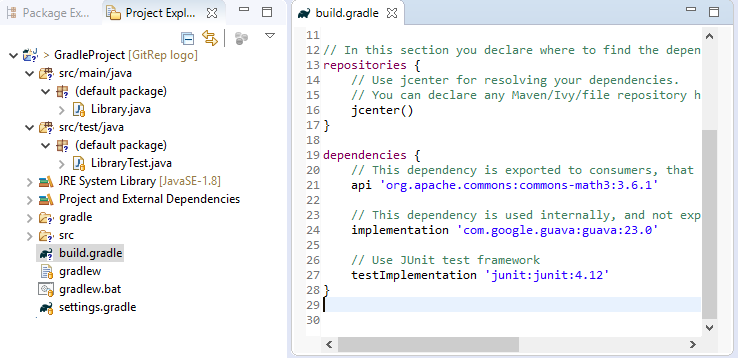 Package Ex...
Project Expl...
> GradleProject [GitRep logo]
src/main/java
(default package)
Library.java
src/test/java
(default package)
LibraryTest.java
JRE System Library [JavaSE-1.8]
Project and External Dependencies
gradle
src
build.gradle
gradlew
gradlew.bat
settings.gradle
build.gradle
11
12 // In this section you declare where to find the depen
13 repositories {
14 // Use jcenter for resolving your dependencies.
15 // You can declare any Maven/Ivy/file repository h
16 jcenter()
17 }
18
19 dependencies {
20 // This dependency is exported to consumers, that
21 api 'org.apache.commons:commons-math3:3.6.1'
22
23 // This dependency is used internally, and not exp
24 implementation 'com.google.guava:guava:23.0'
25
26 // Use JUnit test framework
27 testImplementation 'junit:junit:4.12'
28 }
29
30